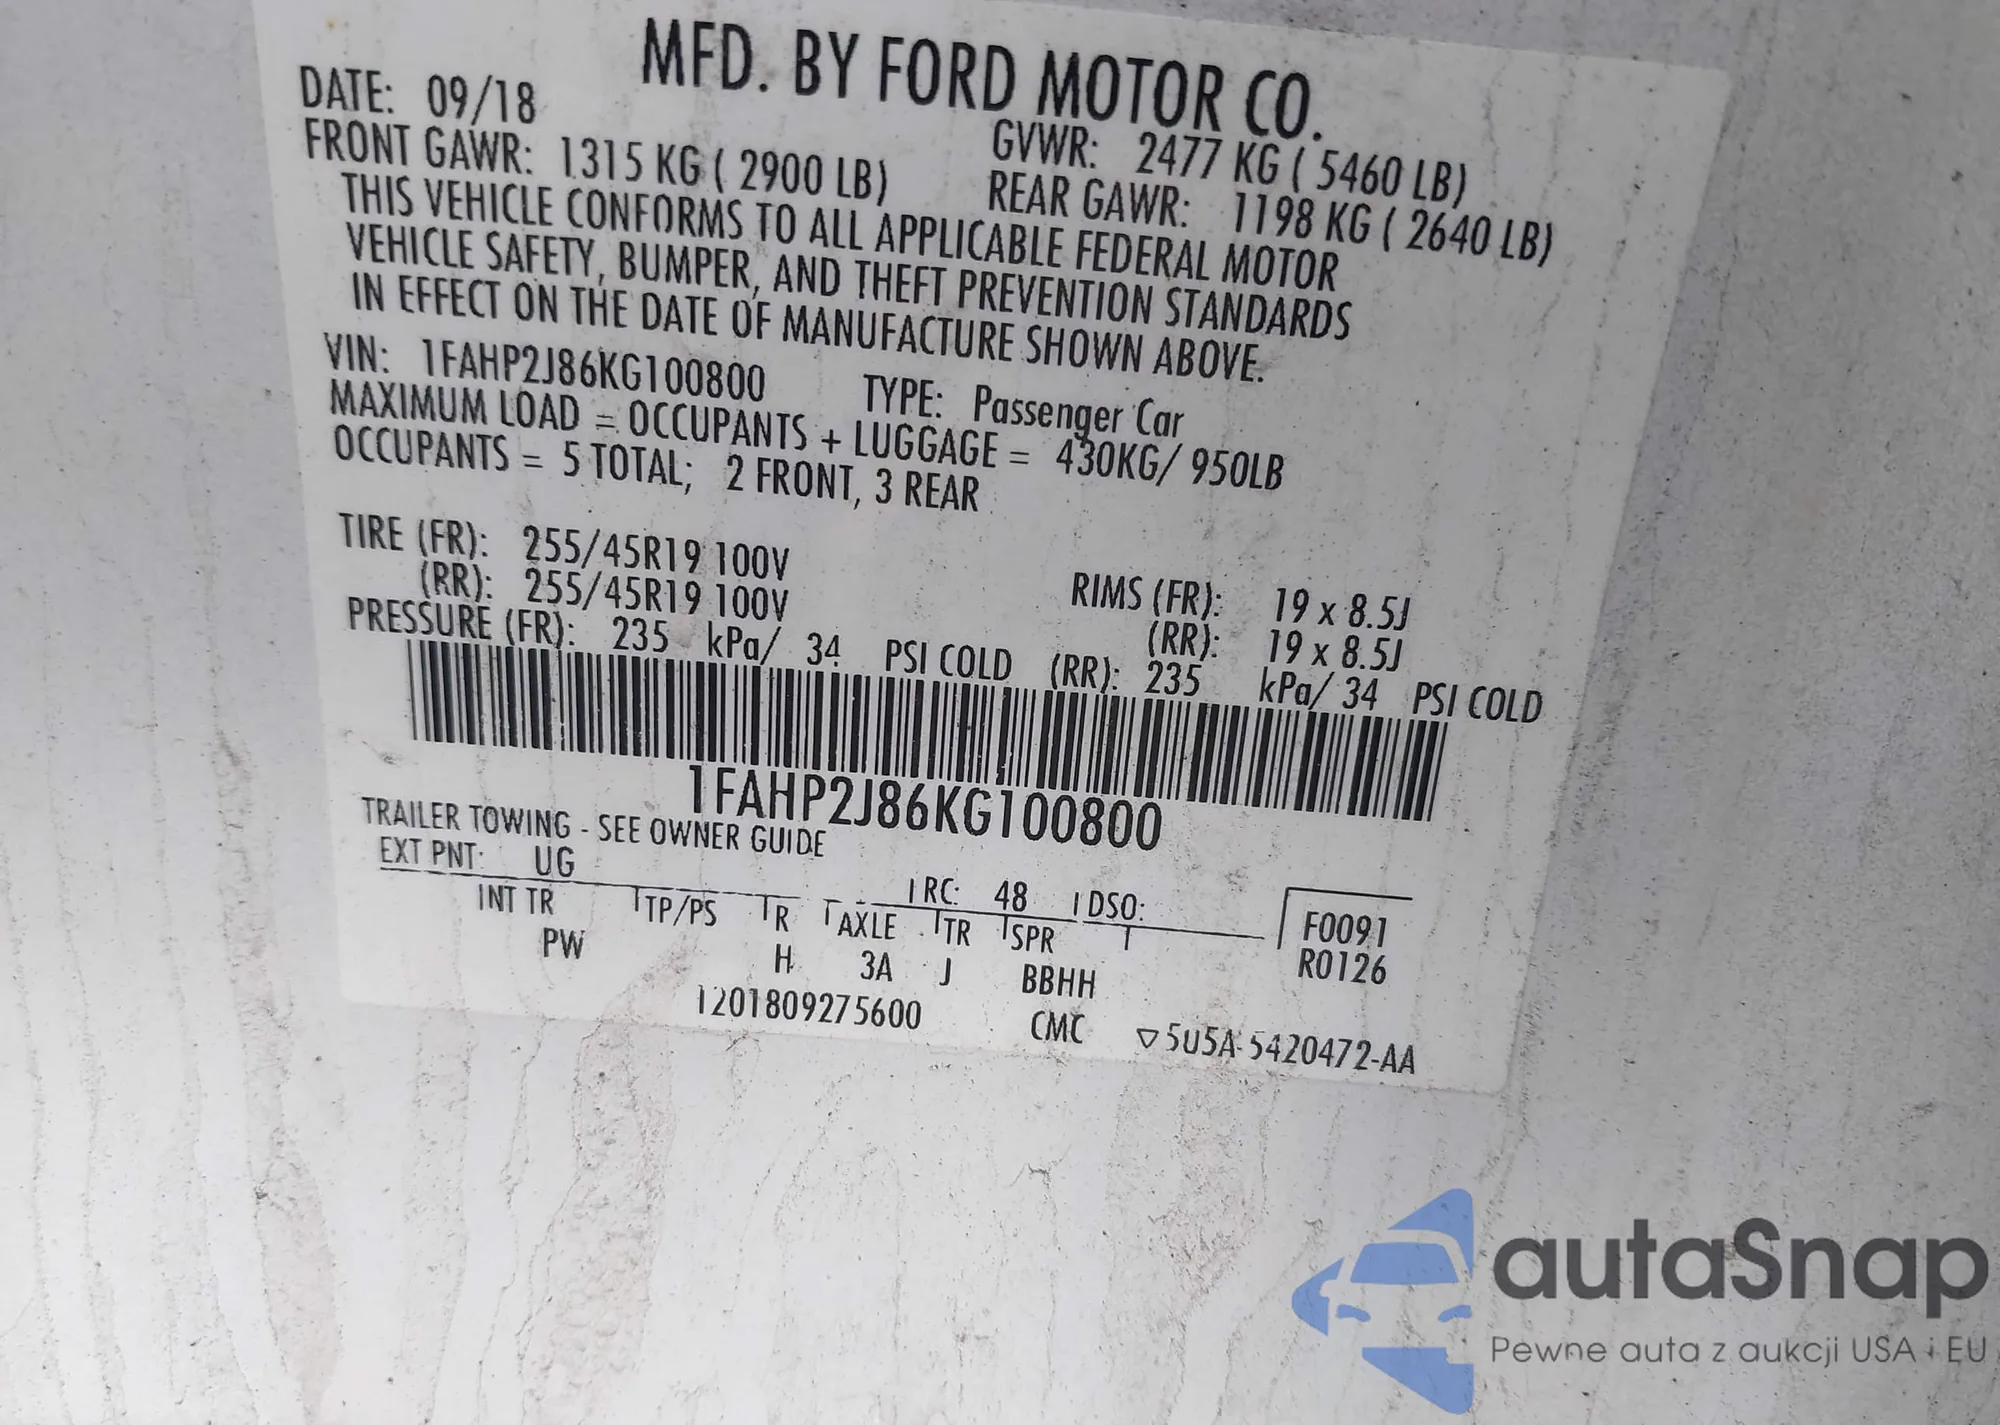 MFD. BY FORD MOTOR CO.
DATE: 09/18 GVWR: 2477 KG ( 5460 LB)
FRONT GAWR: 1315 KG ( 2900 LB) REAR GAWR: 1198 KG ( 2640 LB)
THIS VEHICLE CONFORMS TO ALL APPLICABLE FEDERAL MOTOR
VEHICLE SAFETY, BUMPER, AND THEFT PREVENTION STANDARDS
IN EFFECT ON THE DATE OF MANUFACTURE SHOWN ABOVE.
VIN: 1FAHP2J86KG100800 TYPE: Passenger Car
MAXIMUM LOAD = OCCUPANTS + LUGGAGE = 430KG/ 950LB
OCCUPANTS = 5 TOTAL; 2 FRONT, 3 REAR
TIRE (FR): 255/45R19 100V RIMS (FR): 19 x 8.5J
(RR): 255/45R19 100V (RR): 19 x 8.5J
PRESSURE (FR): 235 kPa/ 34 PSI COLD (RR): 235 kPa/ 34 PSI COLD
1FAHP2J86KG100800
TRAILER TOWING - SEE OWNER GUIDE
EXT PNT: UG RC: 48 DSO: F0091
INT TR TP/PS R AXLE TR SPR R0126
PW H 3A J BBHH
1201809275600 CMC ▽5U5A-5420472-AA
autaSnap
Pewne auta z aukcji USA i EU